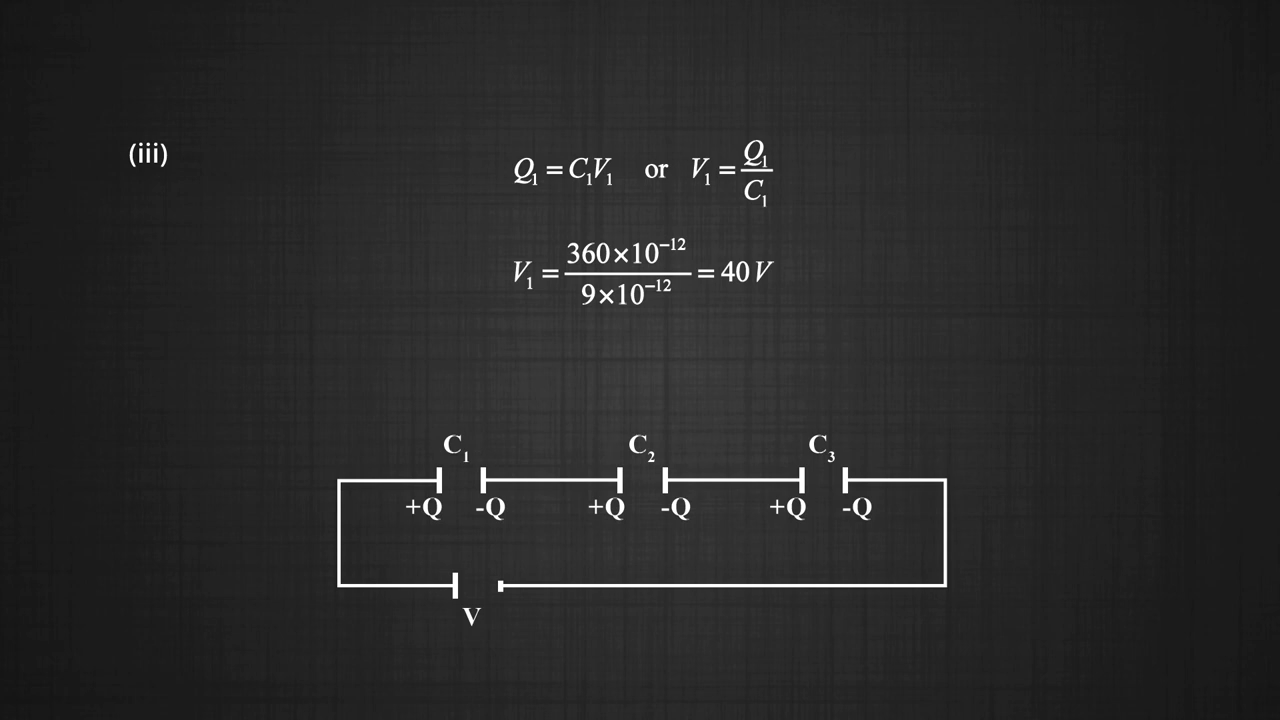 (iii)
Q₁ = C₁V₁ or V₁ = Q₁/C₁
V₁ = 360×10⁻¹²/9×10⁻¹² = 40 V
C₁ C₂ C₃
+Q -Q +Q -Q +Q -Q
V